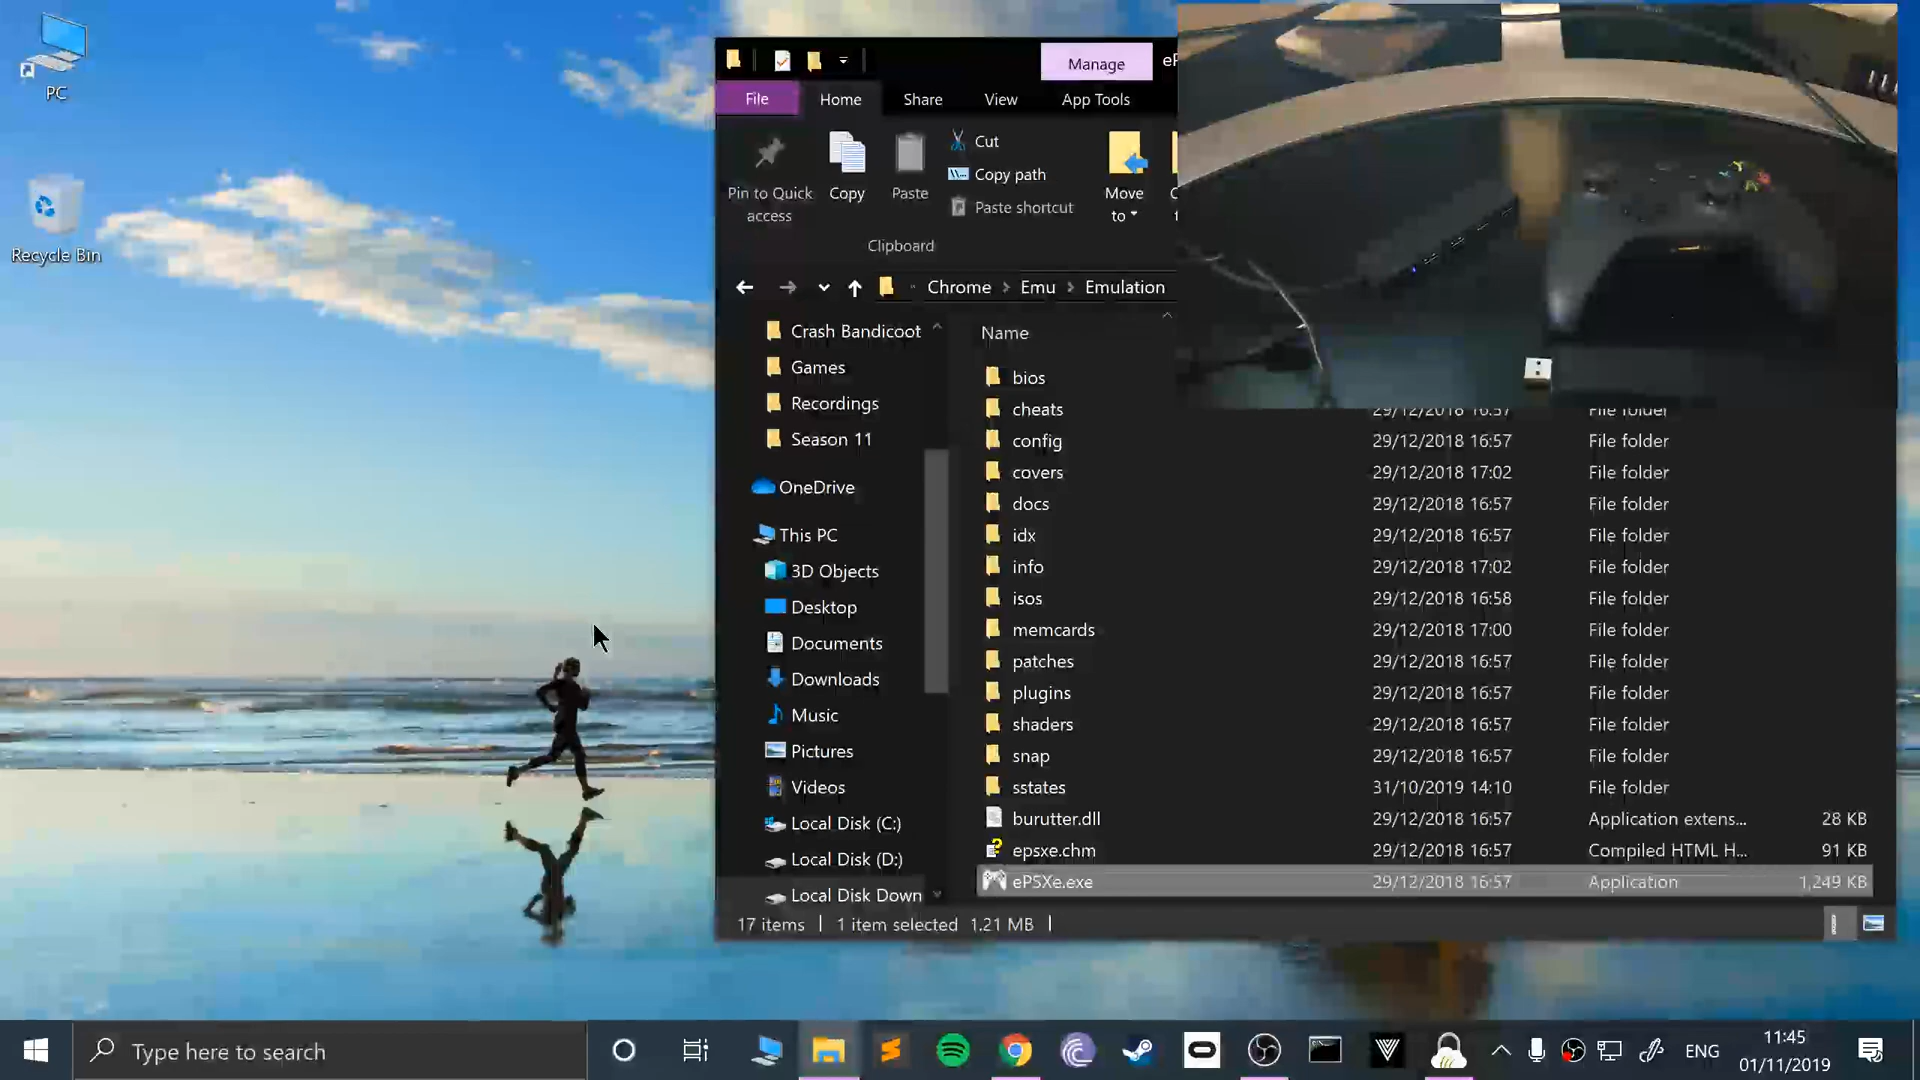 PC
Recycle Bin
Manage
File
Home
Share
View
App Tools
Pin to Quick access
Copy
Paste
Cut
Copy path
Paste shortcut
Move to
Clipboard
Chrome
Emu
Emulation
Crash Bandicoot
Games
Recordings
Season 11
OneDrive
This PC
3D Objects
Desktop
Documents
Downloads
Music
Pictures
Videos
Local Disk (C:)
Local Disk (D:)
Local Disk Down
Name
bios
cheats 29/12/2018 16:57 File folder
config 29/12/2018 16:57 File folder
covers 29/12/2018 17:02 File folder
docs 29/12/2018 16:57 File folder
idx 29/12/2018 16:57 File folder
info 29/12/2018 17:02 File folder
isos 29/12/2018 16:58 File folder
memcards 29/12/2018 17:00 File folder
patches 29/12/2018 16:57 File folder
plugins 29/12/2018 16:57 File folder
shaders 29/12/2018 16:57 File folder
snap 29/12/2018 16:57 File folder
sstates 31/10/2019 14:10 File folder
burutter.dll 29/12/2018 16:57 Application extens... 28 KB
epsxe.chm 29/12/2018 16:57 Compiled HTML H... 91 KB
ePSXe.exe 29/12/2018 16:57 Application 1,249 KB
17 items
1 item selected 1.21 MB
Type here to search
ENG
11:45
01/11/2019